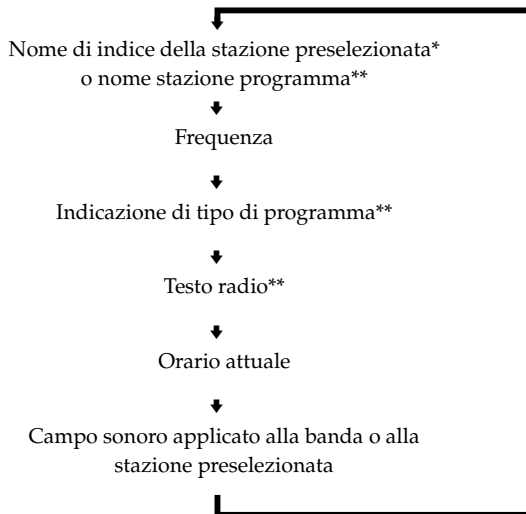 Nome di indice della stazione preselezionata*
o nome stazione programma**
Frequenza
Indicazione di tipo di programma**
Testo radio**
Orario attuale
Campo sonoro applicato alla banda o alla
stazione preselezionata